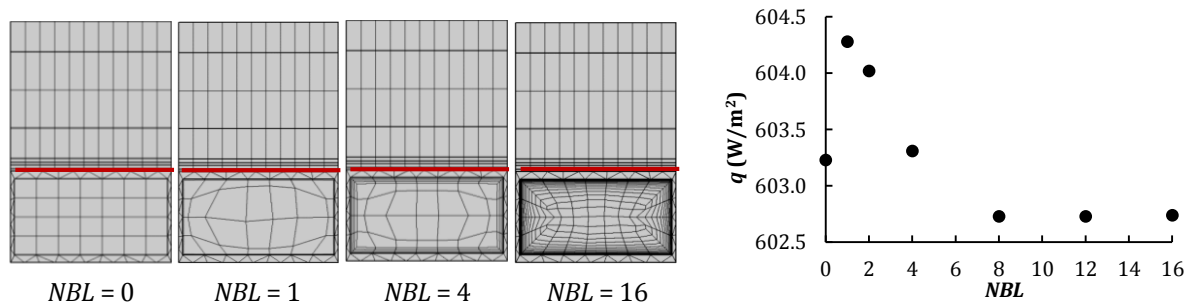 NBL = 0
NBL = 1
NBL = 4
NBL = 16
q (W/m²)
604.5
604.0
603.5
603.0
602.5
0 2 4 6 8 10 12 14 16
NBL